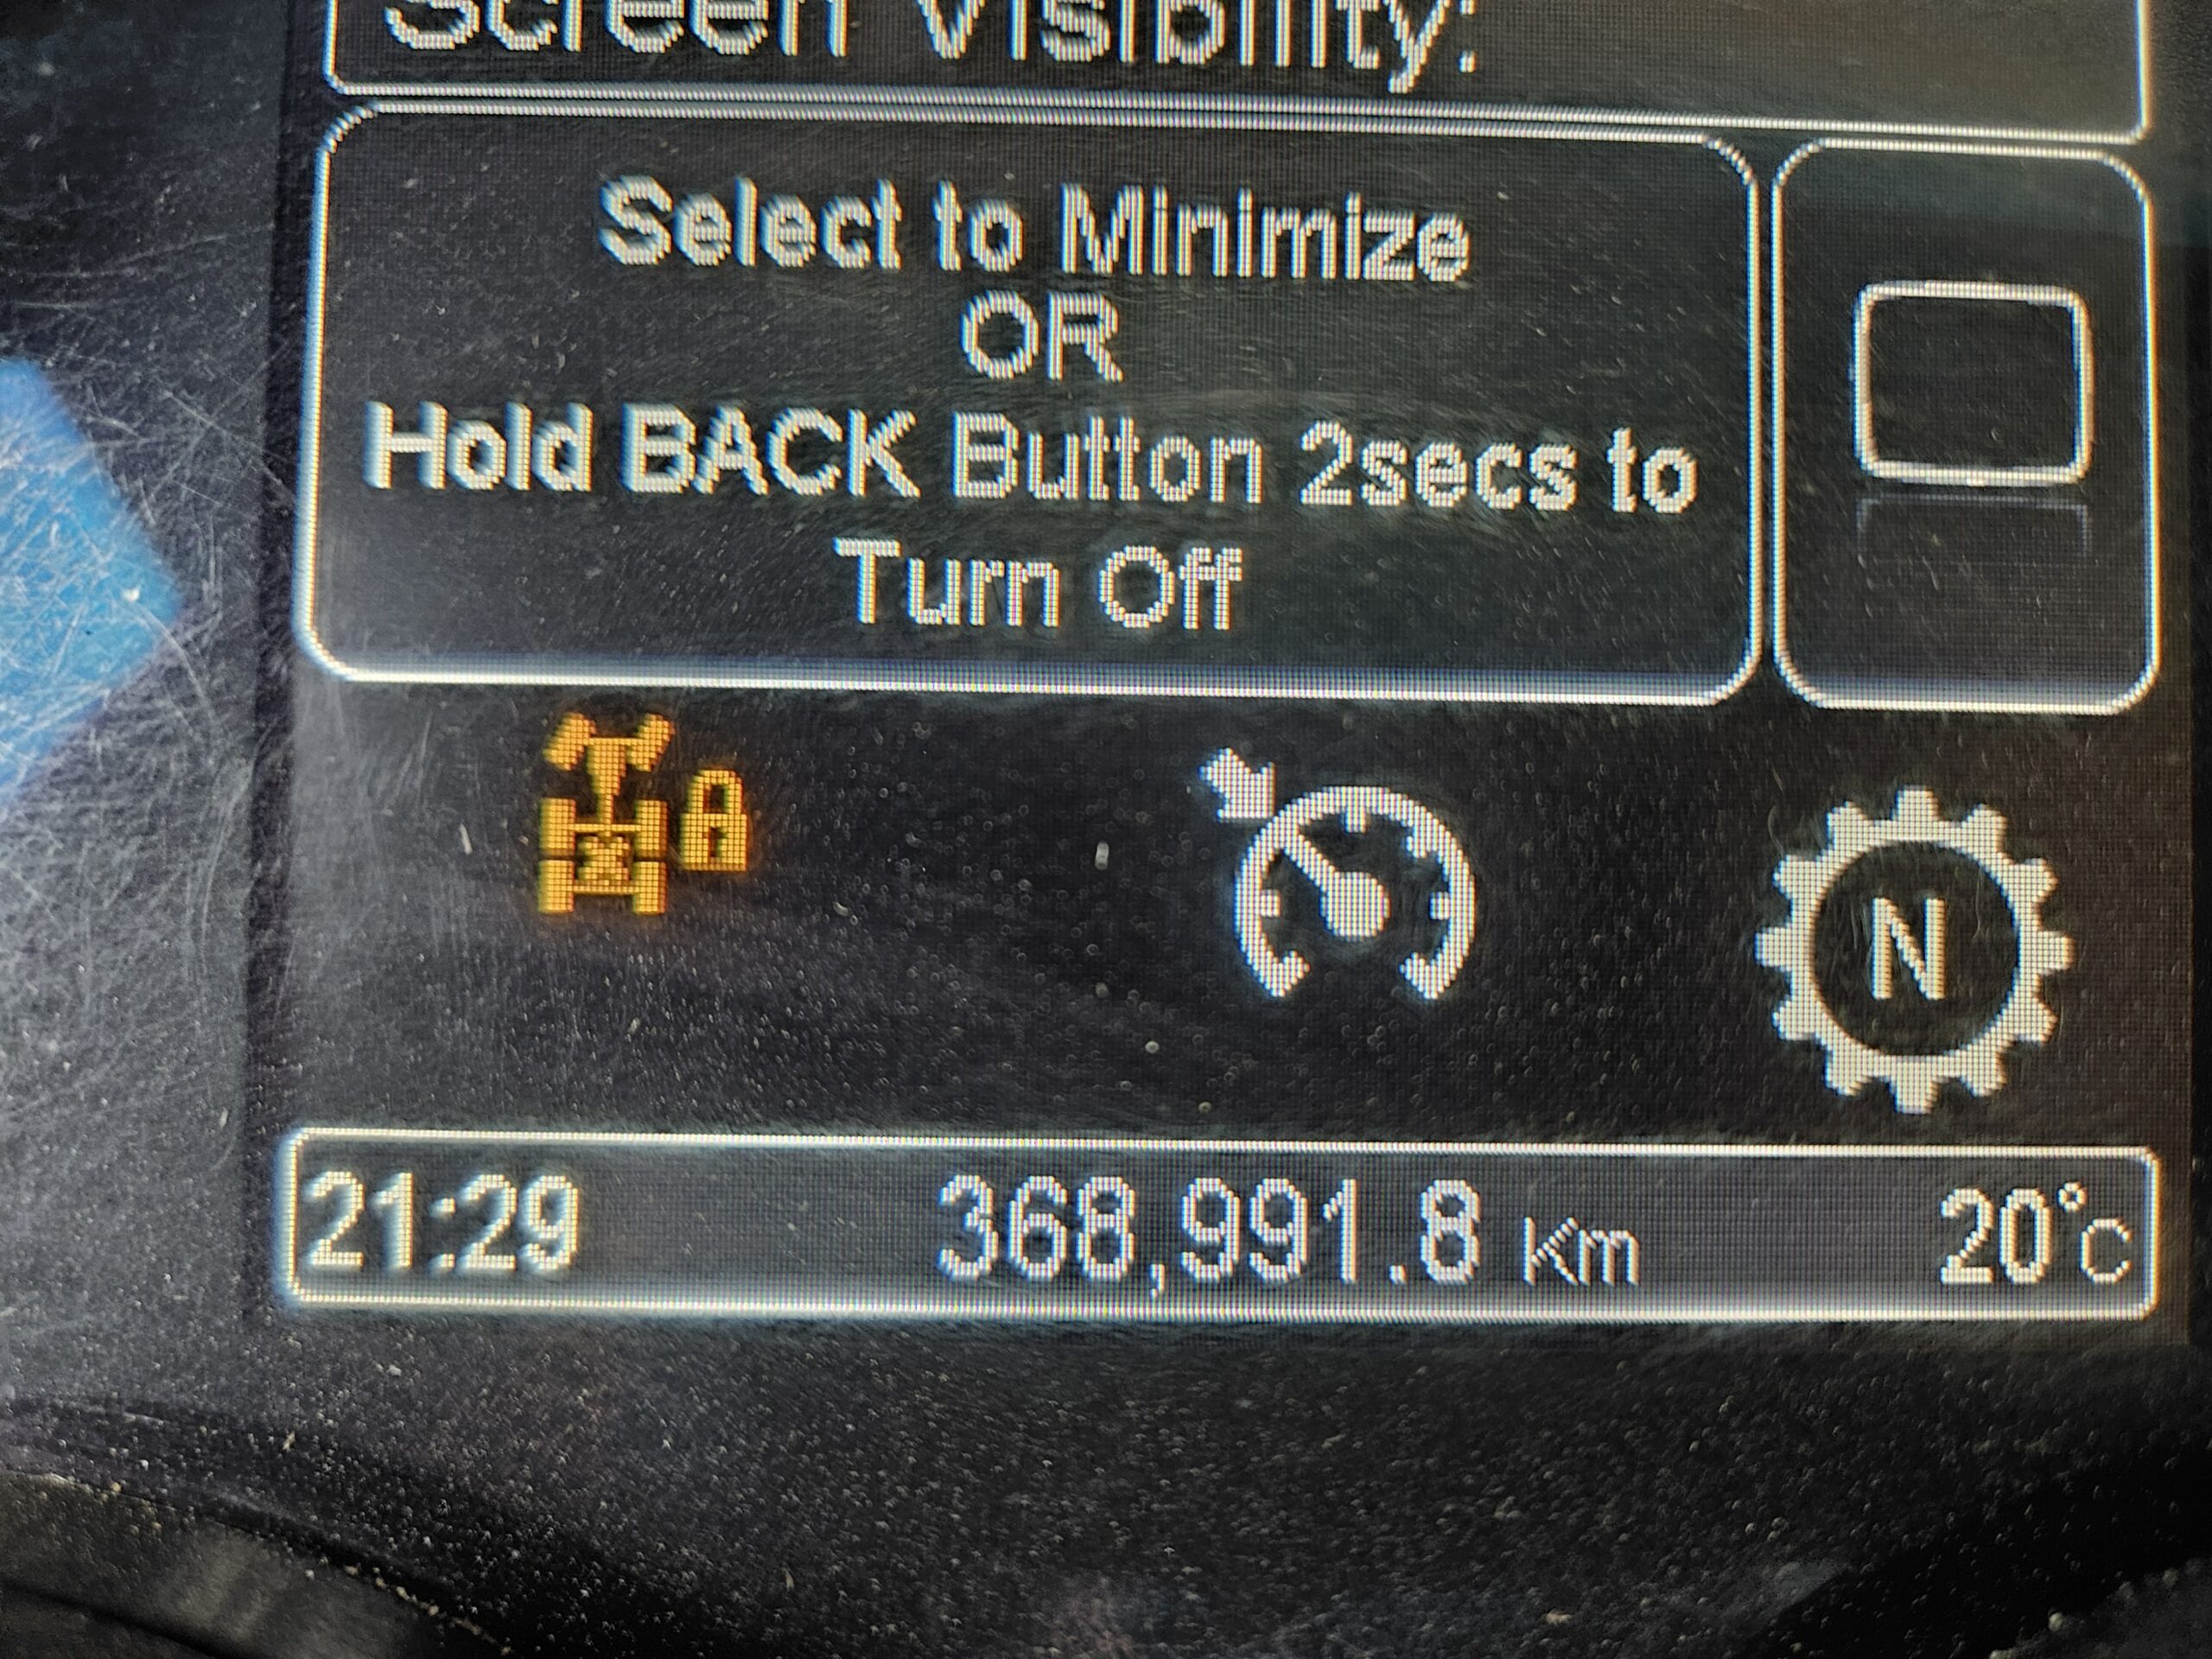 Screen Visibility:
Select to Minimize
OR
Hold BACK Button 2secs to
Turn Off
N
21:29 368,991.8 Km 20°C